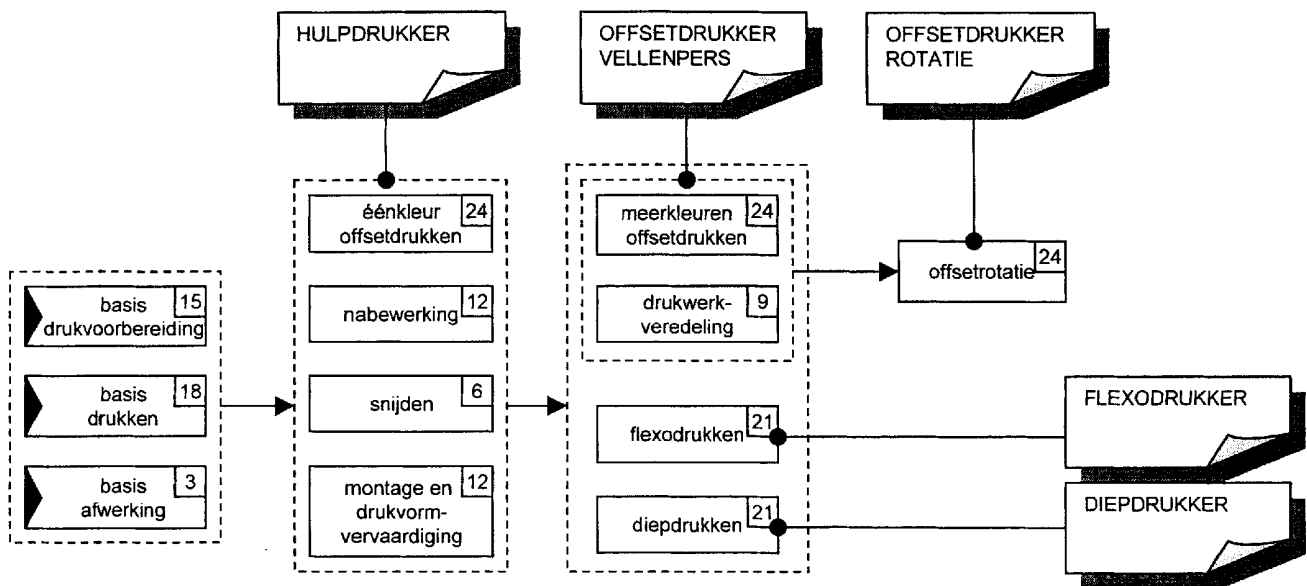 HULPDRUKKER
OFFSETDRUKKER
VELLENPERS
OFFSETDRUKKER
ROTATIE
basis
drukvoorbereiding
15
basis
drukken
18
basis
afwerking
3
éénkleur
offsetdrukken
24
nabewerking
12
snijden
6
montage en
drukvorm-
vervaardiging
12
meerkleuren
offsetdrukken
24
drukwerk-
veredeling
9
flexodrukken
21
diepdrukken
21
offsetrotatie
24
FLEXODRUKKER
DIEPDRUKKER